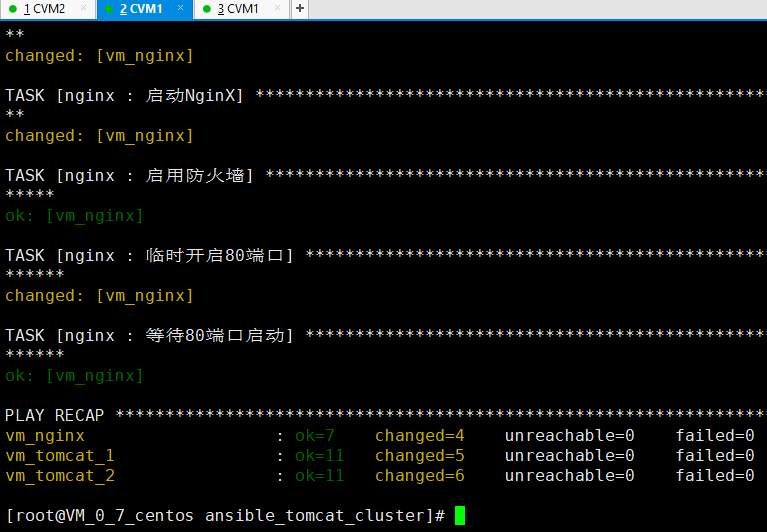 1 CVM2 × 2 CVM1 × 3 CVM1 × +
**
changed: [vm_nginx]
TASK [nginx : 启动NginX] ***************************************************
**
changed: [vm_nginx]
TASK [nginx : 启用防火墙] **************************************************
*****
ok: [vm_nginx]
TASK [nginx : 临时开启80端口] **********************************************
******
changed: [vm_nginx]
TASK [nginx : 等待80端口启动] **********************************************
******
ok: [vm_nginx]
PLAY RECAP *****************************************************************
vm_nginx : ok=7 changed=4 unreachable=0 failed=0
vm_tomcat_1 : ok=11 changed=5 unreachable=0 failed=0
vm_tomcat_2 : ok=11 changed=6 unreachable=0 failed=0
[root@VM_0_7_centos ansible_tomcat_cluster]#